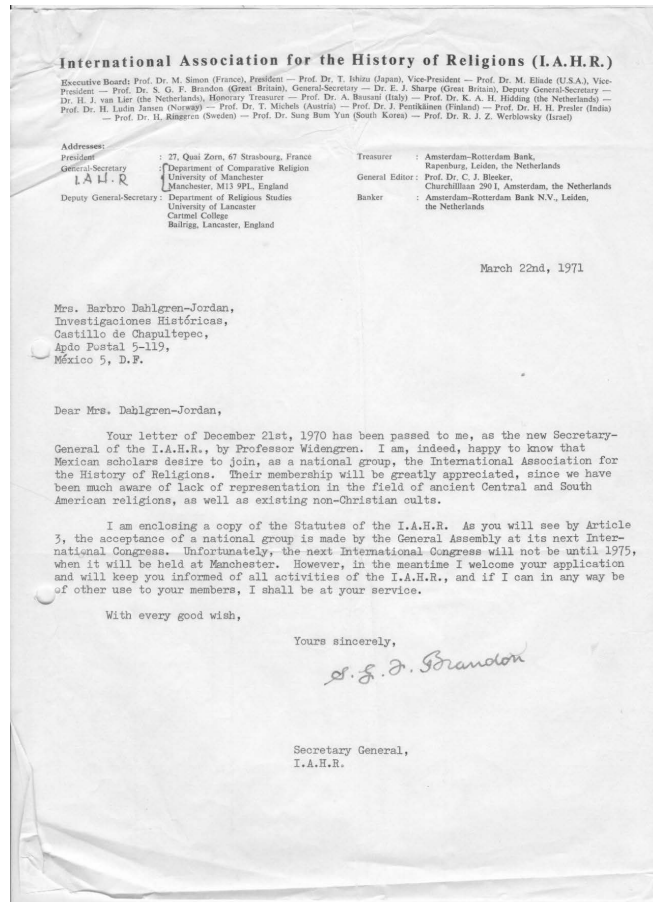 International Association for the History of Religions (I.A.H.R.)
Executive Board: Prof. Dr. M. Simon (France), President — Prof. Dr. T. Ishizu (Japan), Vice-President — Prof. Dr. M. Eliade (U.S.A.), Vice-
President — Prof. Dr. S. G. F. Brandon (Great Britain), General-Secretary — Dr. E. J. Sharpe (Great Britain), Deputy General-Secretary —
Dr. H. J. van Lier (the Netherlands), Honorary Treasurer — Prof. Dr. A. Bausani (Italy) — Prof. Dr. K. A. H. Hidding (the Netherlands) —
Prof. Dr. H. Ludin Jansen (Norway) — Prof. Dr. T. Michels (Austria) — Prof. Dr. J. Pentikäinen (Finland) — Prof. Dr. H. H. Presler (India)
— Prof. Dr. H. Ringgren (Sweden) — Prof. Dr. Sung Bum Yun (South Korea) — Prof. Dr. R. J. Z. Werblowsky (Israel)
Addresses:
President : 27, Quai Zorn, 67 Strasbourg, France
General-Secretary : Department of Comparative Religion
I.A.H.R University of Manchester
Manchester, M13 9PL, England
Deputy General-Secretary : Department of Religious Studies
University of Lancaster
Cartmel College
Bailrigg, Lancaster, England
Treasurer : Amsterdam-Rotterdam Bank,
Rapenburg, Leiden, the Netherlands
General Editor : Prof. Dr. C. J. Bleeker,
Churchilllaan 290 I, Amsterdam, the Netherlands
Banker : Amsterdam-Rotterdam Bank N.V., Leiden,
the Netherlands
March 22nd, 1971
Mrs. Barbro Dahlgren-Jordan,
Investigaciones Históricas,
Castillo de Chapultepec,
Apdo Postal 5-119,
México 5, D.F.
Dear Mrs. Dahlgren-Jordan,
Your letter of December 21st, 1970 has been passed to me, as the new Secretary-
General of the I.A.H.R., by Professor Widengren. I am, indeed, happy to know that
Mexican scholars desire to join, as a national group, the International Association for
the History of Religions. Their membership will be greatly appreciated, since we have
been much aware of lack of representation in the field of ancient Central and South
American religions, as well as existing non-Christian cults.
I am enclosing a copy of the Statutes of the I.A.H.R. As you will see by Article
3, the acceptance of a national group is made by the General Assembly at its next Inter-
national Congress. Unfortunately, the next International Congress will not be until 1975,
when it will be held at Manchester. However, in the meantime I welcome your application
and will keep you informed of all activities of the I.A.H.R., and if I can in any way be
of other use to your members, I shall be at your service.
With every good wish,
Yours sincerely,
S. G. F. Brandon
Secretary General,
I.A.H.R.